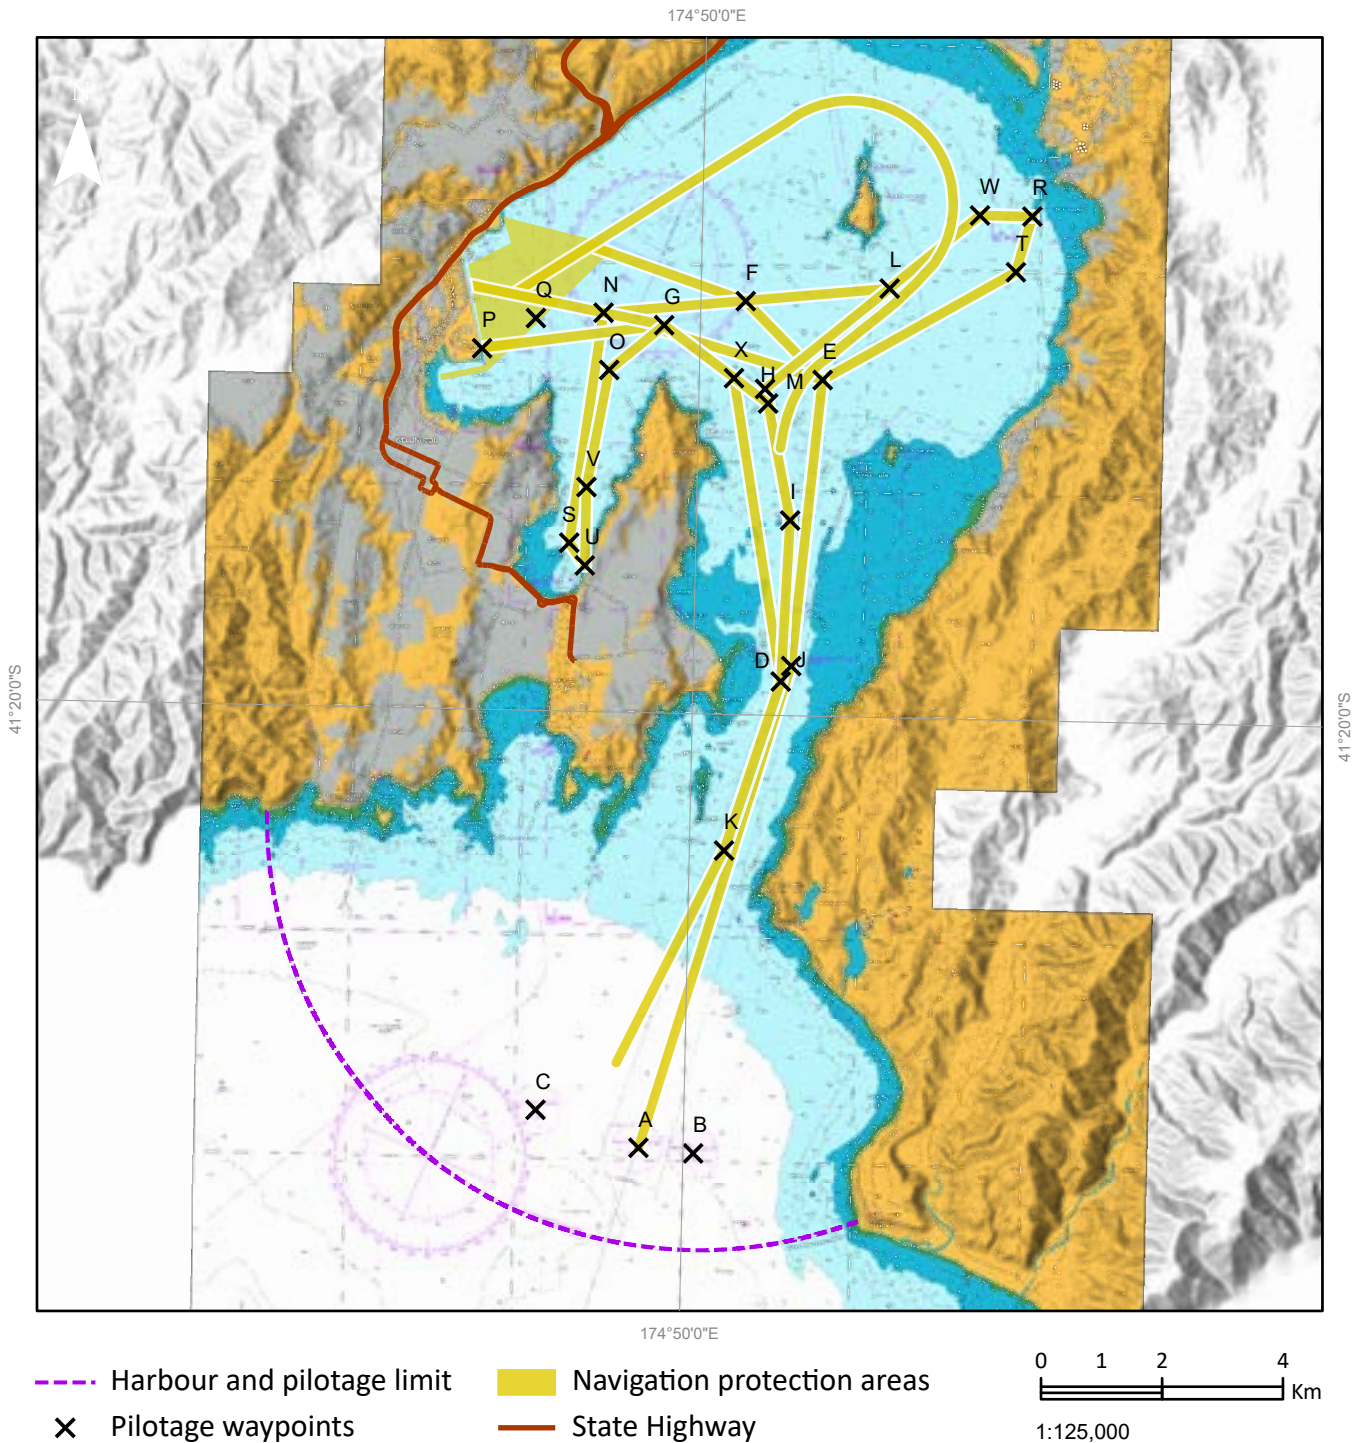 174°50'0"E
N
W
R
T
L
F
Q
N
G
P
O
X
E
H
M
V
I
S
U
D
J
41°20'0"S
41°20'0"S
K
C
A
B
174°50'0"E
Harbour and pilotage limit
Navigation protection areas
0 1 2 4
Km
Pilotage waypoints
State Highway
1:125,000